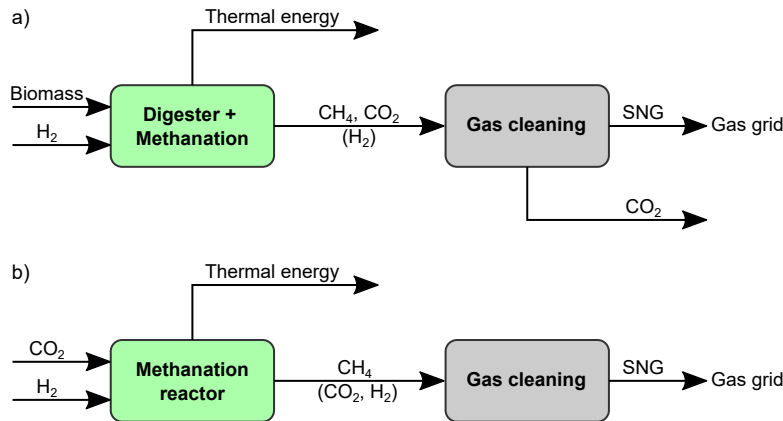 a)
Thermal energy
Biomass
H₂
Digester +
Methanation
CH₄, CO₂
(H₂)
Gas cleaning
SNG
Gas grid
CO₂
b)
Thermal energy
CO₂
H₂
Methanation
reactor
CH₄
(CO₂, H₂)
Gas cleaning
SNG
Gas grid